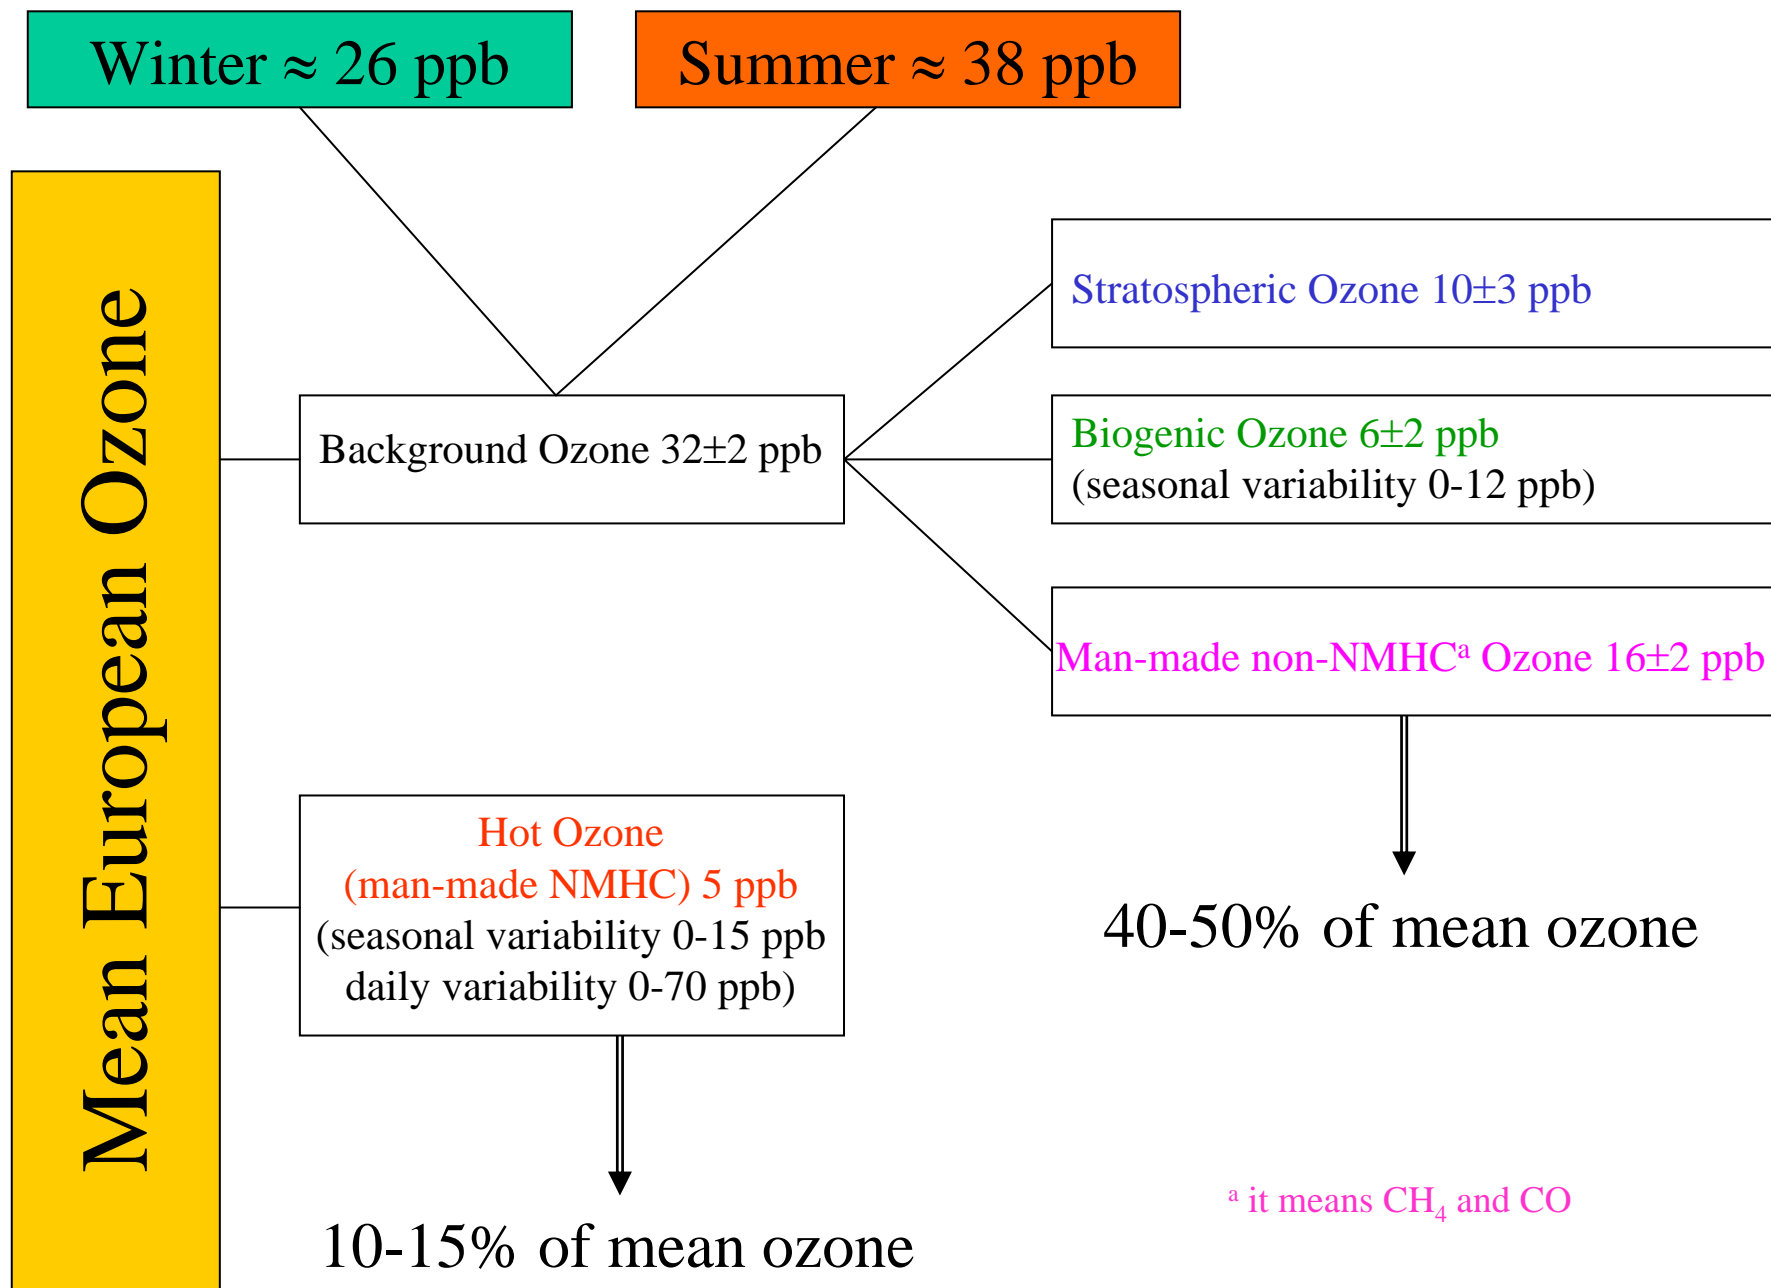 Winter ≈ 26 ppb
Summer ≈ 38 ppb
Mean European Ozone
Stratospheric Ozone 10±3 ppb
Background Ozone 32±2 ppb
Biogenic Ozone 6±2 ppb
(seasonal variability 0-12 ppb)
Man-made non-NMHCᵃ Ozone 16±2 ppb
Hot Ozone
(man-made NMHC) 5 ppb
(seasonal variability 0-15 ppb
daily variability 0-70 ppb)
40-50% of mean ozone
10-15% of mean ozone
ᵃ it means CH₄ and CO